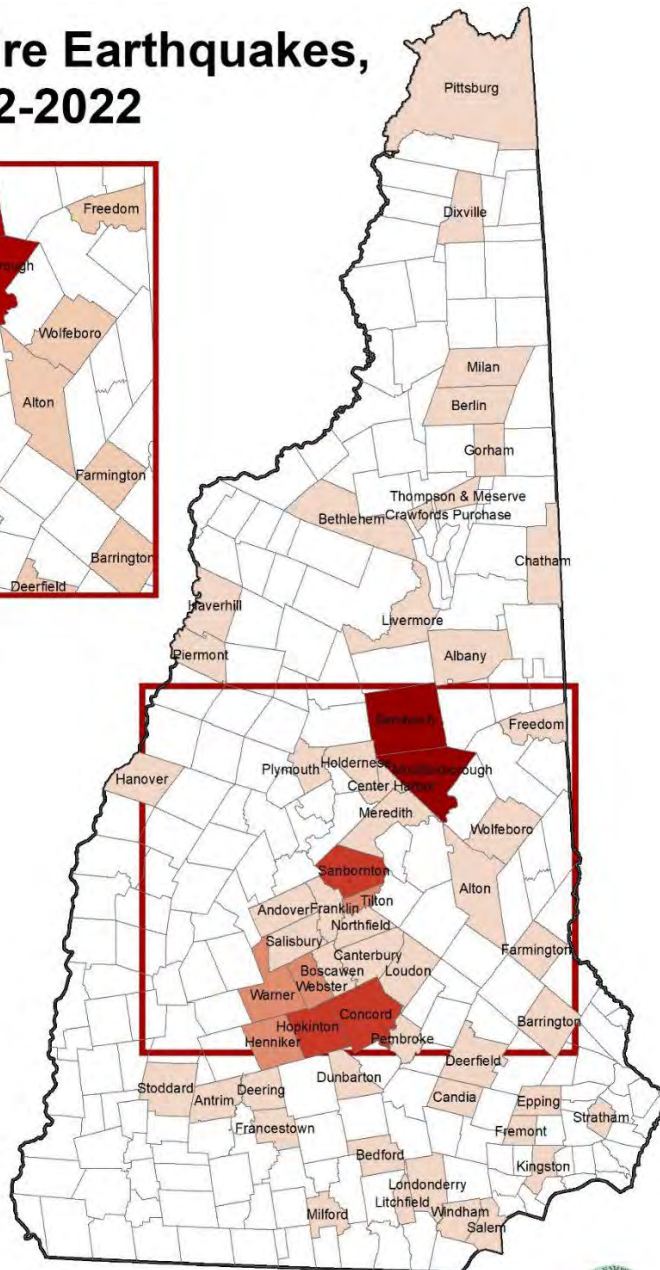 re Earthquakes,
2-2022
Freedom
Wolfeboro
Alton
Farmington
Barrington
Deerfield
Pittsburg
Dixville
Milan
Berlin
Gorham
Thompson & Meserve
Bethlehem
Crawfords Purchase
Chatham
Haverhill
Livermore
Piermont
Albany
Freedom
Holderness
Plymouth
Moultonborough
Hanover
Center Harbor
Meredith
Wolfeboro
Sanbornton
Alton
Tilton
Andover
Franklin
Northfield
Salisbury
Farmington
Canterbury
Boscawen
Loudon
Webster
Warner
Concord
Barrington
Hopkinton
Henniker
Pembroke
Deerfield
Dunbarton
Stoddard
Deering
Antrim
Candia
Epping
Stratham
Francestown
Fremont
Bedford
Kingston
Londonderry
Litchfield
Milford
Windham
Salem